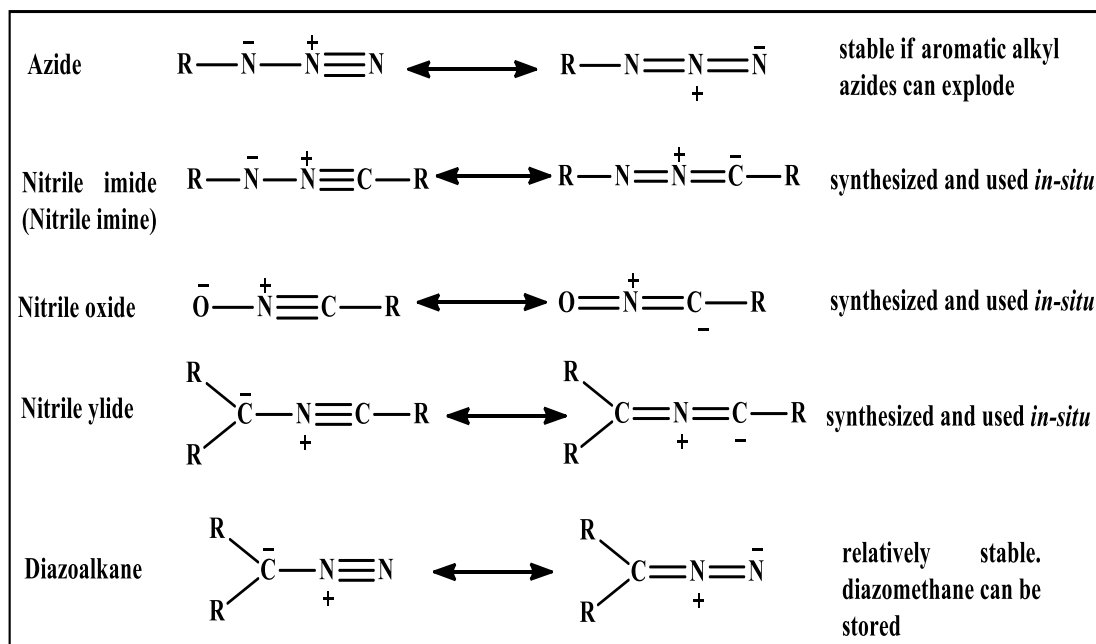 Azide R—N̄—N⁺≡N ↔ R—N=N⁺=N̄ stable if aromatic alkyl
azides can explode
Nitrile imide R—N̄—N⁺≡C—R ↔ R—N=N⁺=C̄—R synthesized and used in-situ
(Nitrile imine)
Nitrile oxide Ō—N⁺≡C—R ↔ O=N⁺=C̄—R synthesized and used in-situ
R R
Nitrile ylide C̄—N⁺≡C—R ↔ C=N⁺=C̄—R synthesized and used in-situ
R R
R R
Diazoalkane C̄—N⁺≡N ↔ C=N⁺=N̄ relatively stable.
R R diazomethane can be
stored